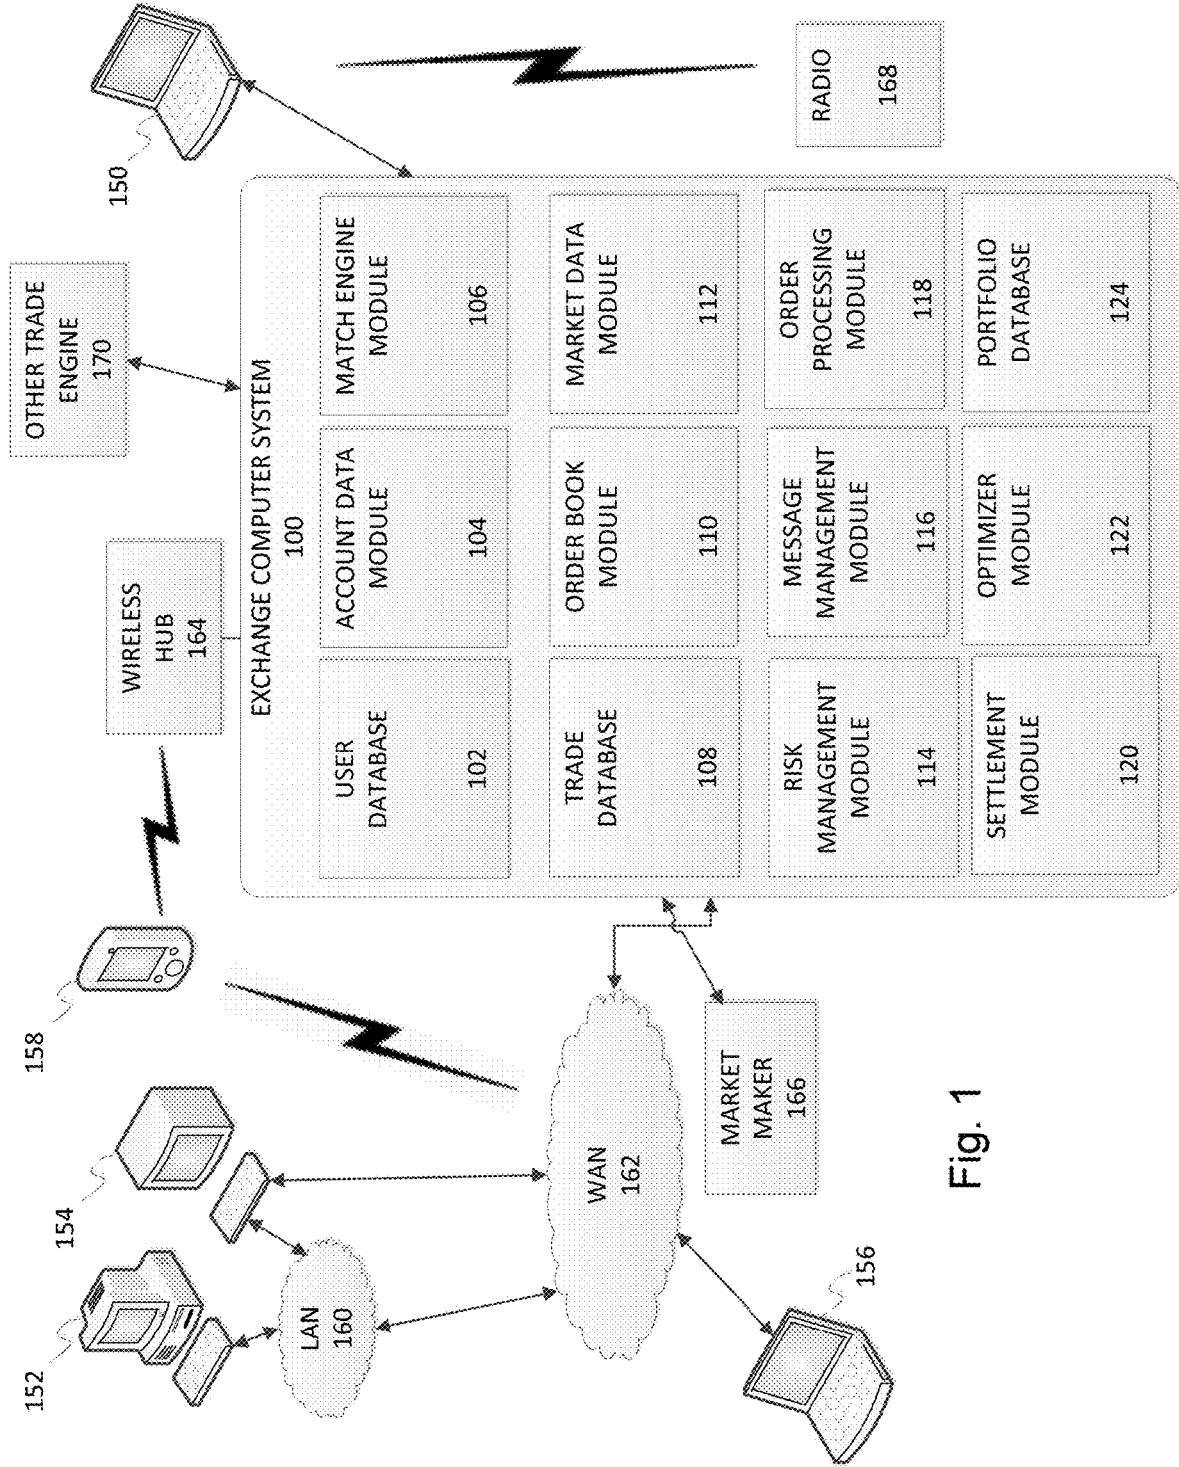 152
154
158
WIRELESS
HUB
164
OTHER TRADE
ENGINE
170
150
LAN
160
EXCHANGE COMPUTER SYSTEM
100
USER
DATABASE
102
ACCOUNT DATA
MODULE
104
MATCH ENGINE
MODULE
106
TRADE
DATABASE
108
ORDER BOOK
MODULE
110
MARKET DATA
MODULE
112
RISK
MANAGEMENT
MODULE
114
MESSAGE
MANAGEMENT
MODULE
116
ORDER
PROCESSING
MODULE
118
SETTLEMENT
MODULE
120
OPTIMIZER
MODULE
122
PORTFOLIO
DATABASE
124
WAN
162
MARKET
MAKER
166
RADIO
168
156
Fig. 1